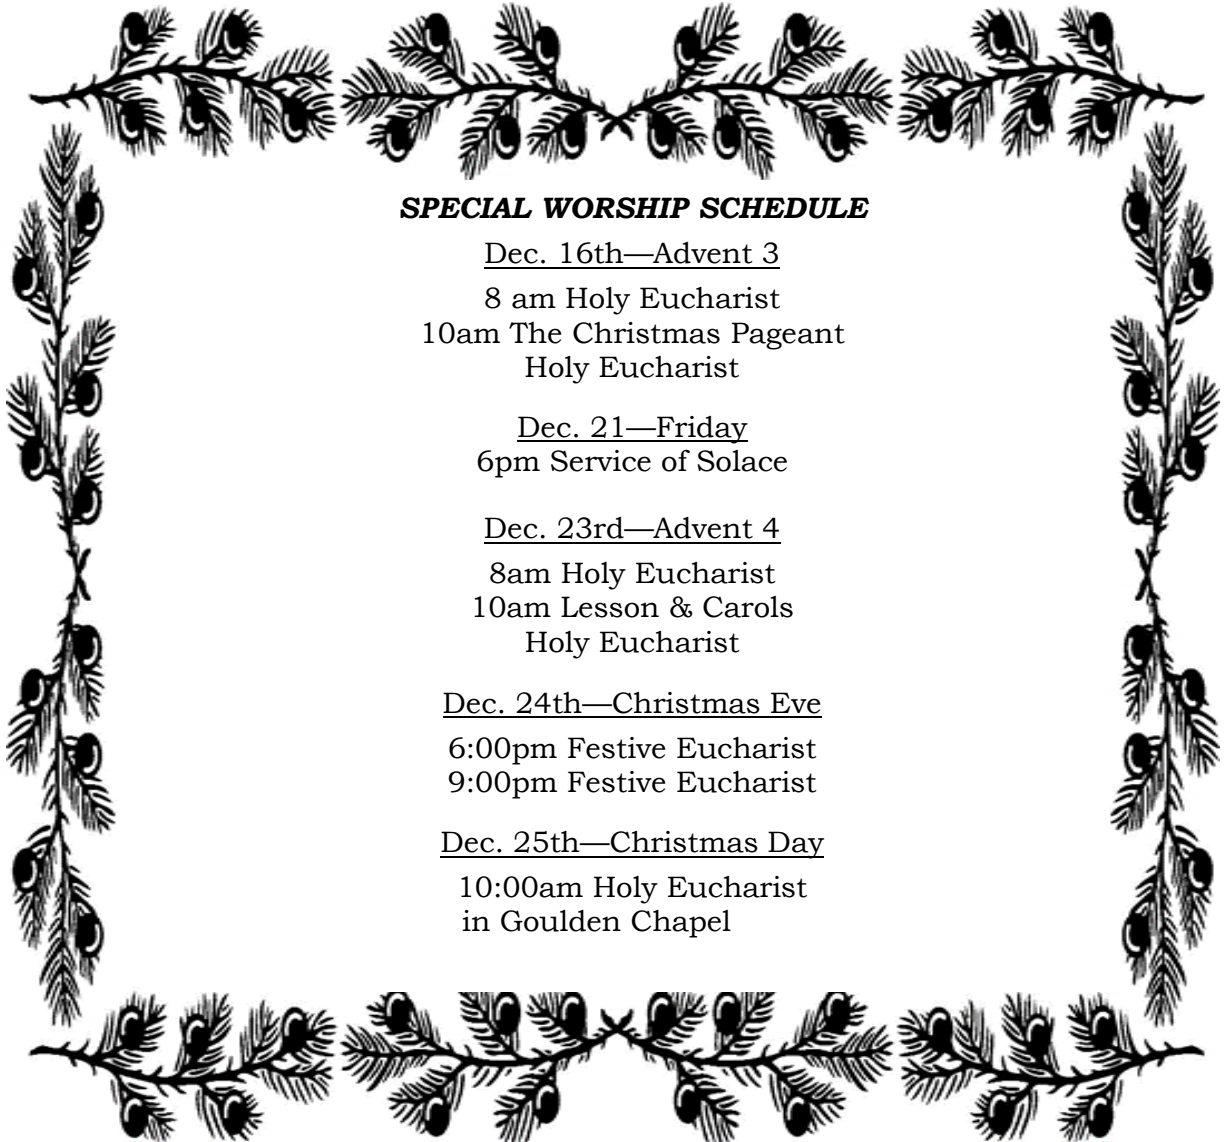 SPECIAL WORSHIP SCHEDULE
Dec. 16th—Advent 3
8 am Holy Eucharist
10am The Christmas Pageant
Holy Eucharist
Dec. 21—Friday
6pm Service of Solace
Dec. 23rd—Advent 4
8am Holy Eucharist
10am Lesson & Carols
Holy Eucharist
Dec. 24th—Christmas Eve
6:00pm Festive Eucharist
9:00pm Festive Eucharist
Dec. 25th—Christmas Day
10:00am Holy Eucharist
in Goulden Chapel